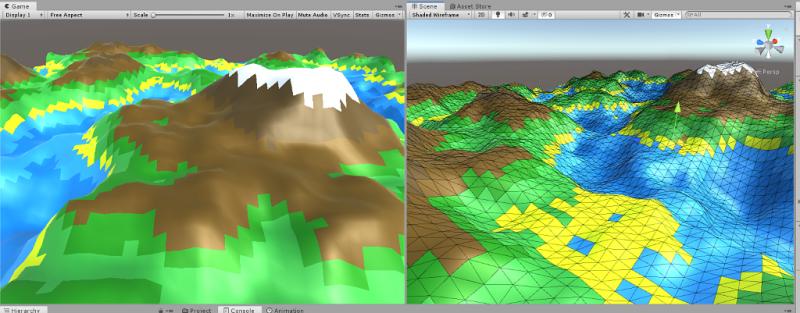 Game
Display 1
Free Aspect
Scale
1x
Maximize On Play
Mute Audio
VSync
Stats
Gizmos
Scene
Asset Store
Shaded Wireframe
2D
0
Gizmos
All
Persp
Hierarchy
Project
Console
Animation